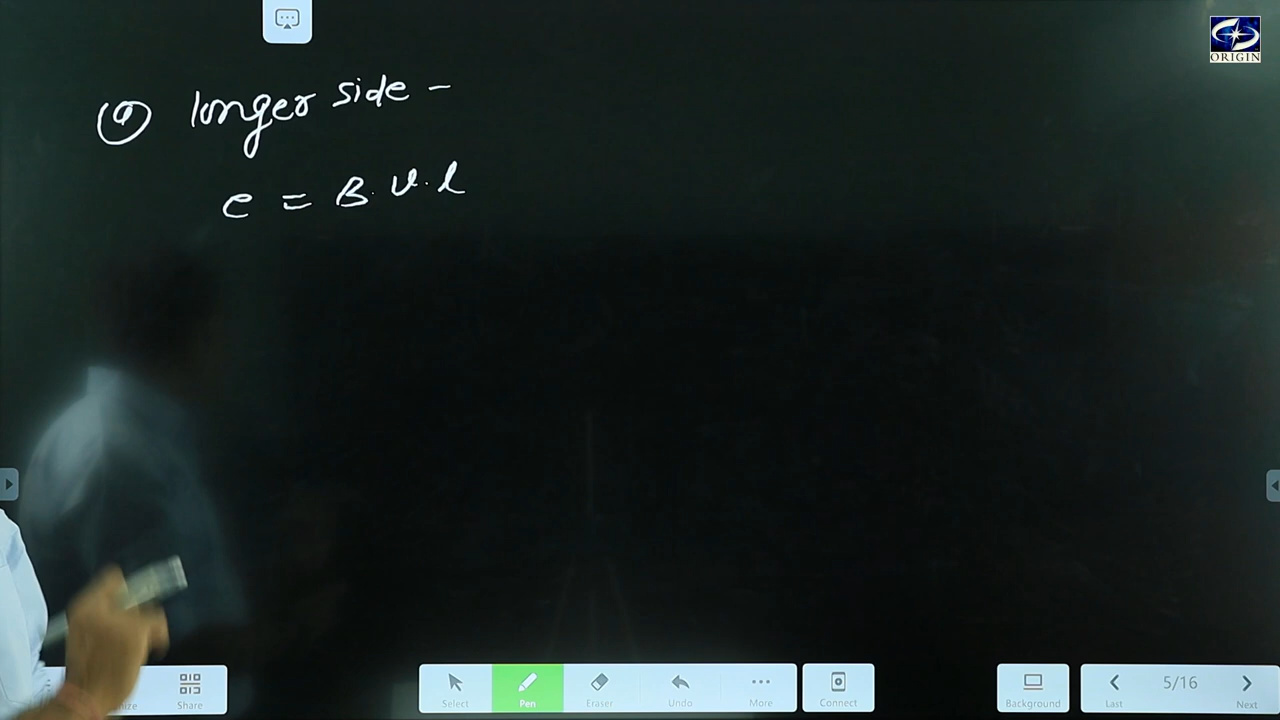 ORIGIN
(a) longer side -
e = B.v.l
Share
Select
Pen
Eraser
Undo
More
Connect
Background
Last
5/16
Next